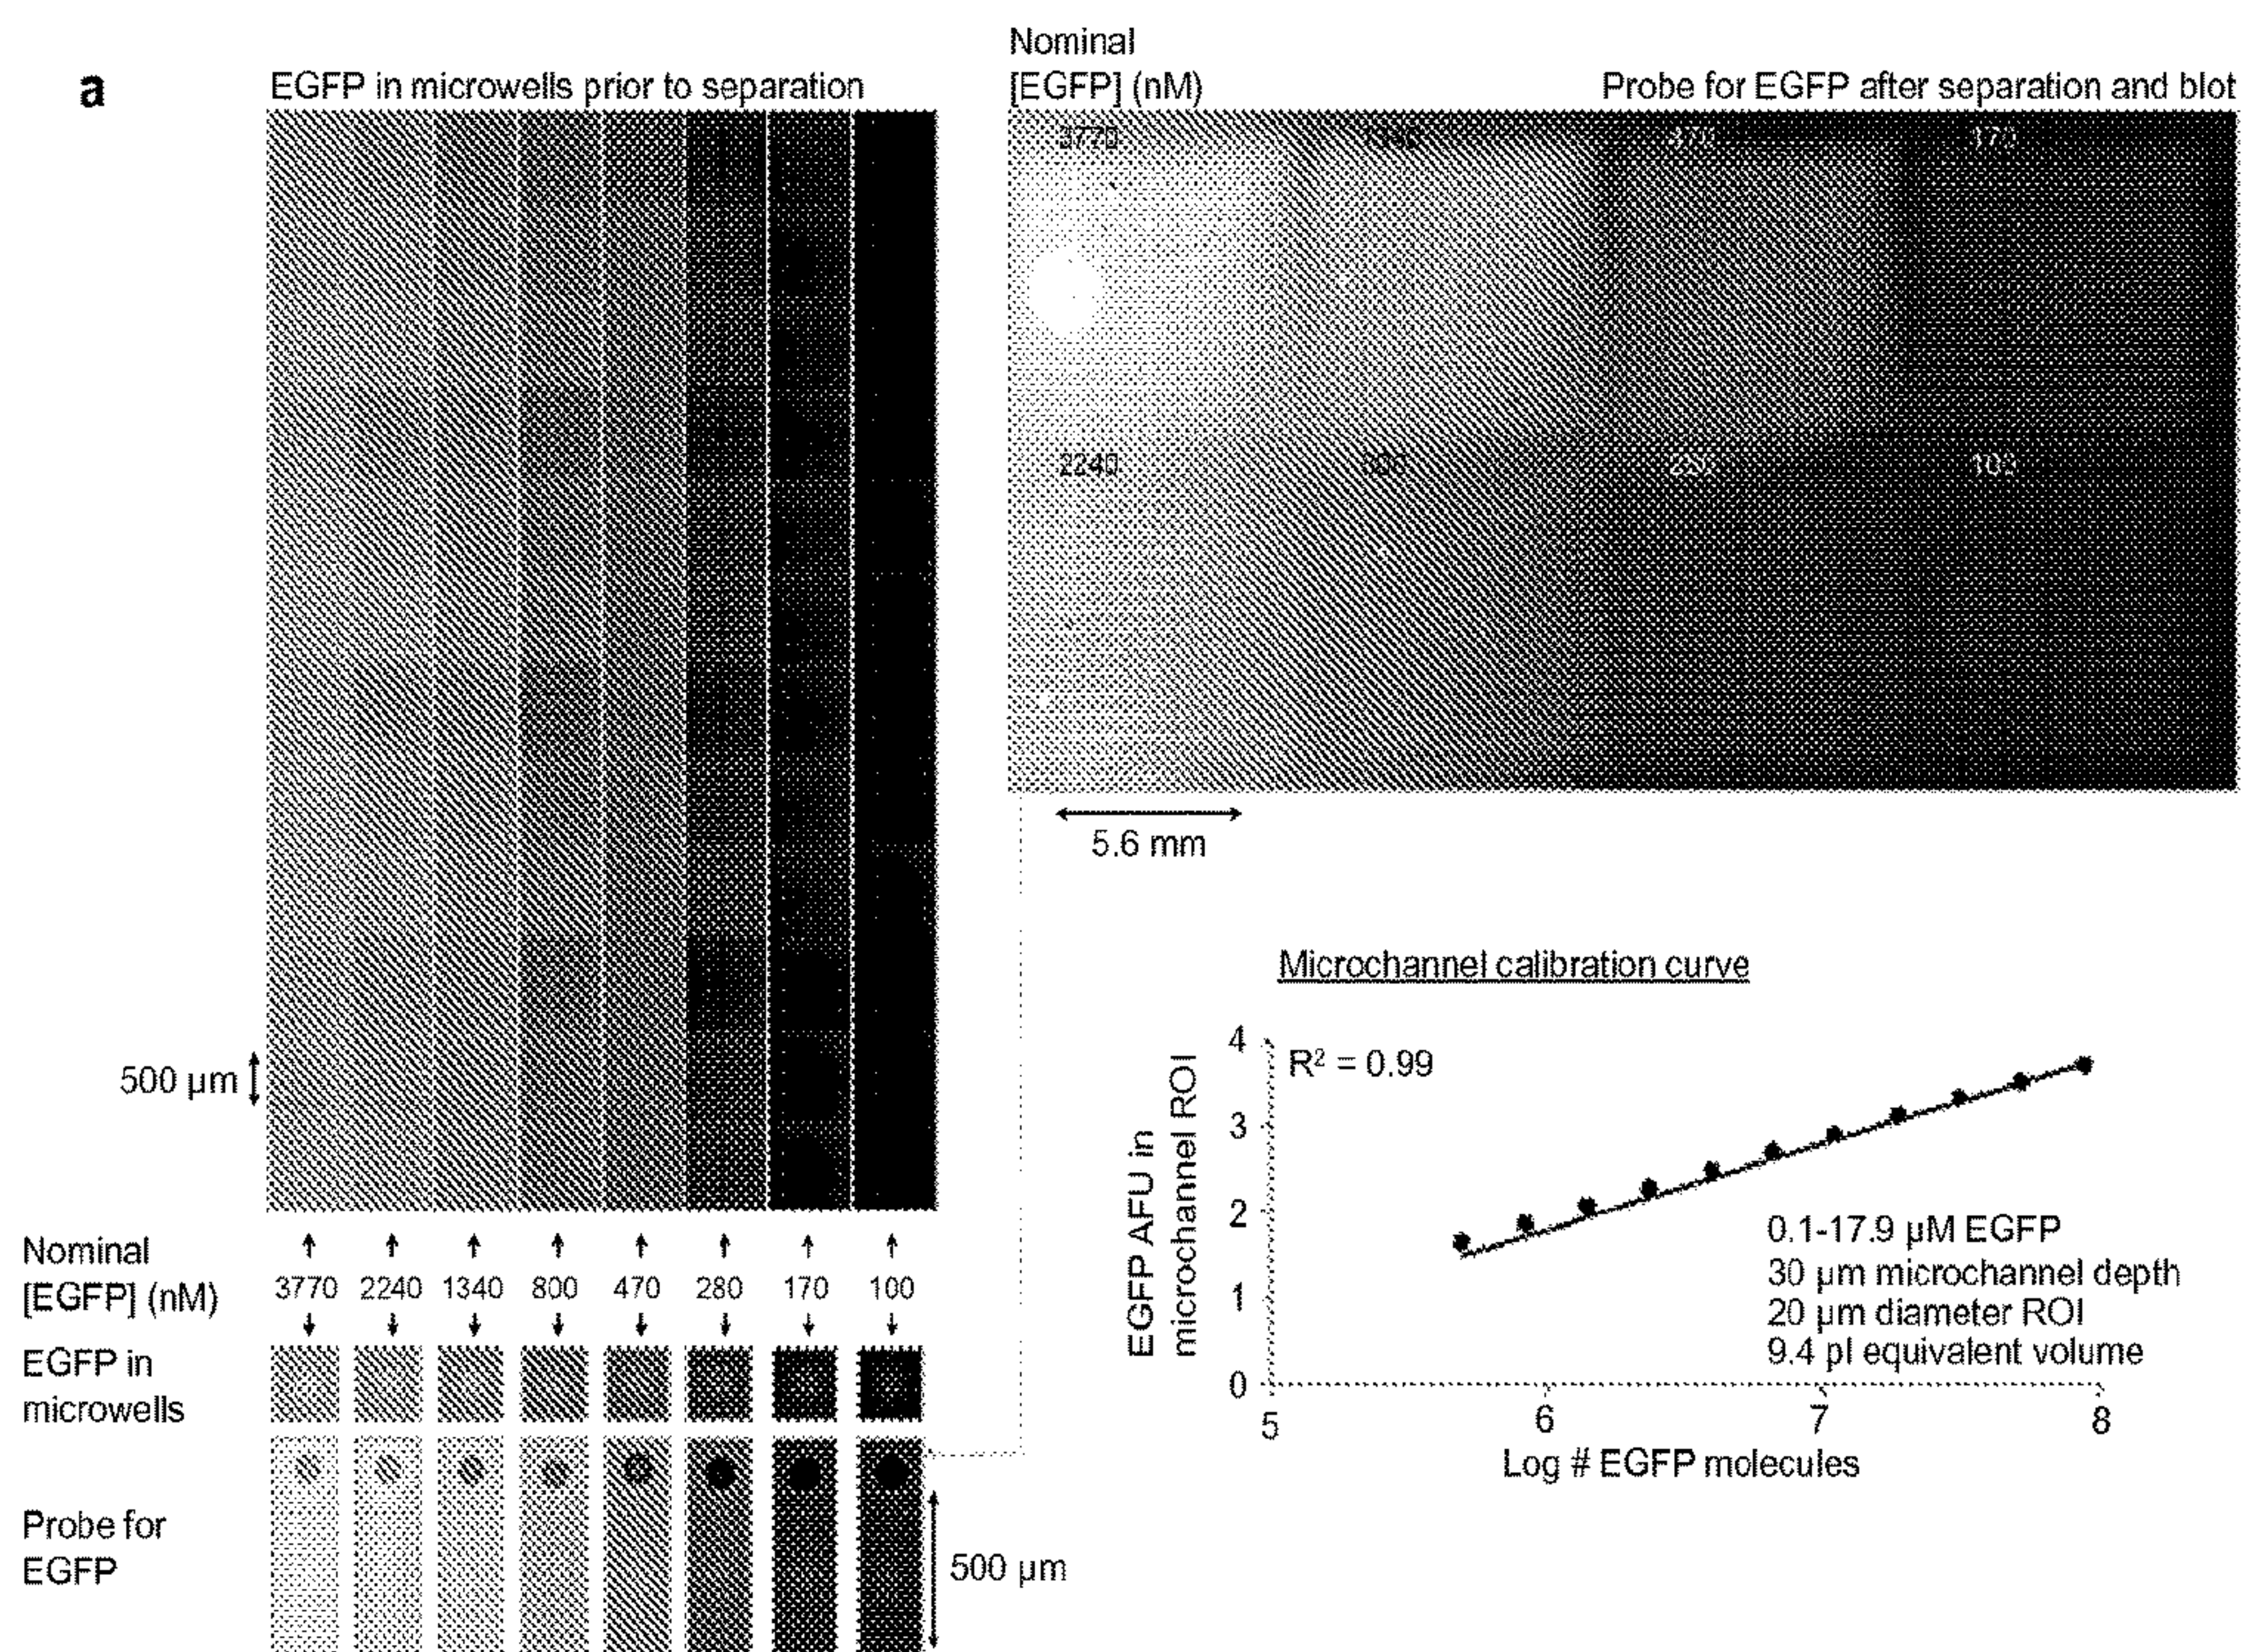 a
EGFP in microwells prior to separation
Nominal
[EGFP] (nM)
Probe for EGFP after separation and blot
3770
170
2240
100
5.6 mm
500 µm
Nominal
[EGFP] (nM)
3770 2240 1340 800 470 280 170 100
EGFP in
microwells
Probe for
EGFP
500 µm
Microchannel calibration curve
R² = 0.99
EGFP AFU in
microchannel ROI
4
3
2
1
0
5 6 7 8
Log # EGFP molecules
0.1-17.9 µM EGFP
30 µm microchannel depth
20 µm diameter ROI
9.4 pl equivalent volume